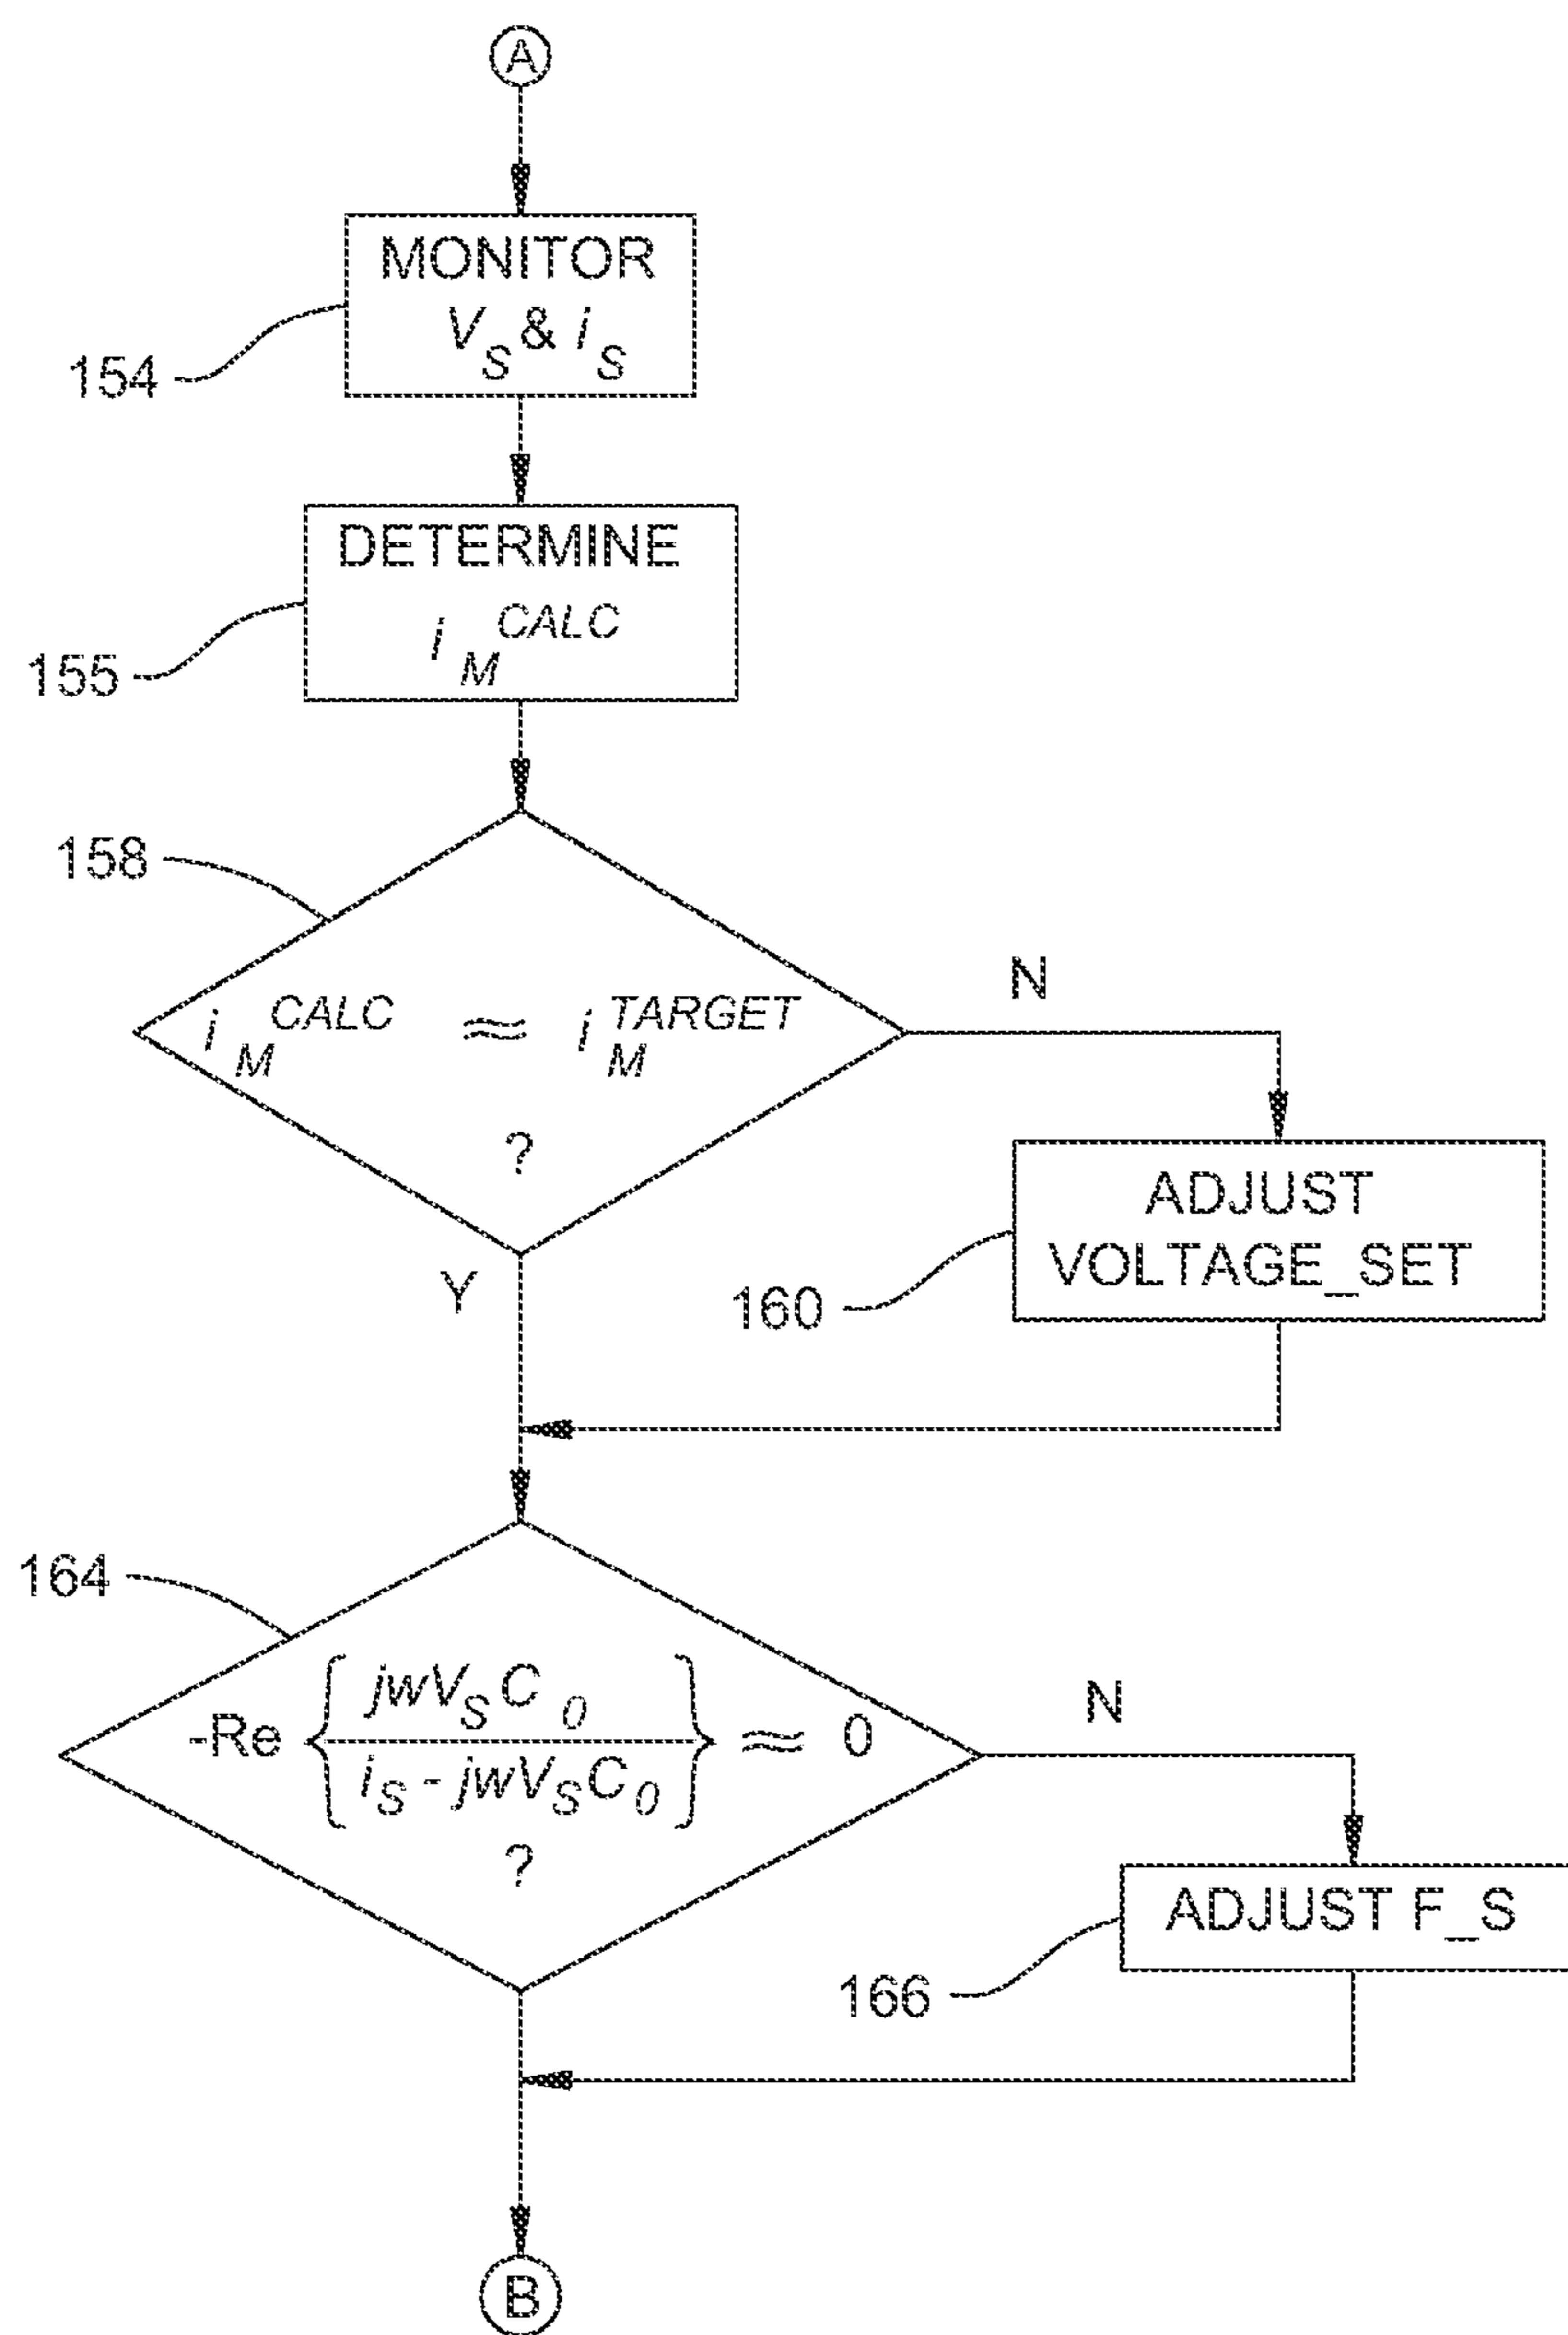 A
MONITOR
V_S & i_S
154
DETERMINE
i_M^CALC
155
158
i_M^CALC ≈ i_M^TARGET
?
N
Y
ADJUST
VOLTAGE_SET
160
164
-Re { jwV_S C_0 / i_S - jwV_S C_0 } ≈ 0
?
N
ADJUST F_S
166
B